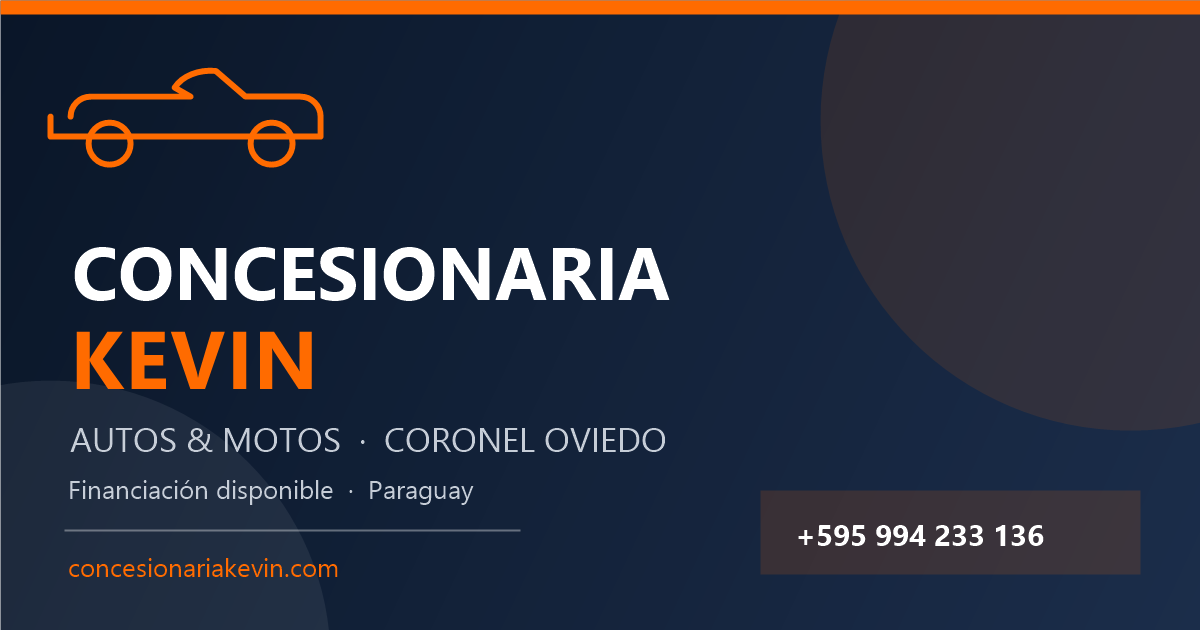 CONCESIONARIA
KEVIN
AUTOS & MOTOS · CORONEL OVIEDO
Financiación disponible · Paraguay
concesionariakevin.com
+595 994 233 136